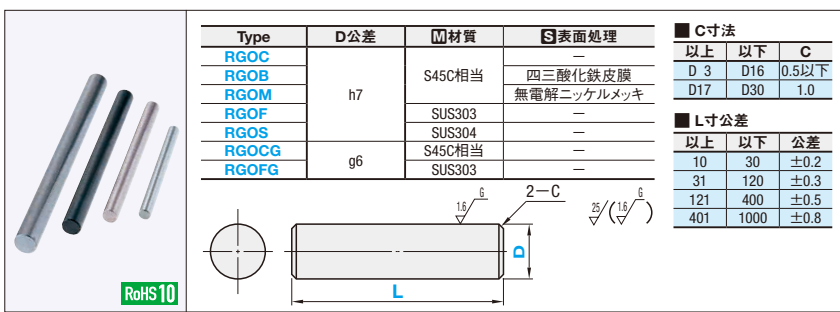 Type D公差 M材質 S表面処理
RGOC h7 S45C相当 －
RGOB 四三酸化鉄皮膜
RGOM 無電解ニッケルメッキ
RGOF SUS303 －
RGOS SUS304 －
RGOCG g6 S45C相当 －
RGOFG SUS303 －
■ C寸法
以上 以下 C
D 3 D16 0.5以下
D17 D30 1.0
■ L寸公差
以上 以下 公差
10 30 ±0.2
31 120 ±0.3
121 400 ±0.5
401 1000 ±0.8
1.6 G 2－C 25 (1.6 G)
D
L
RoHS10